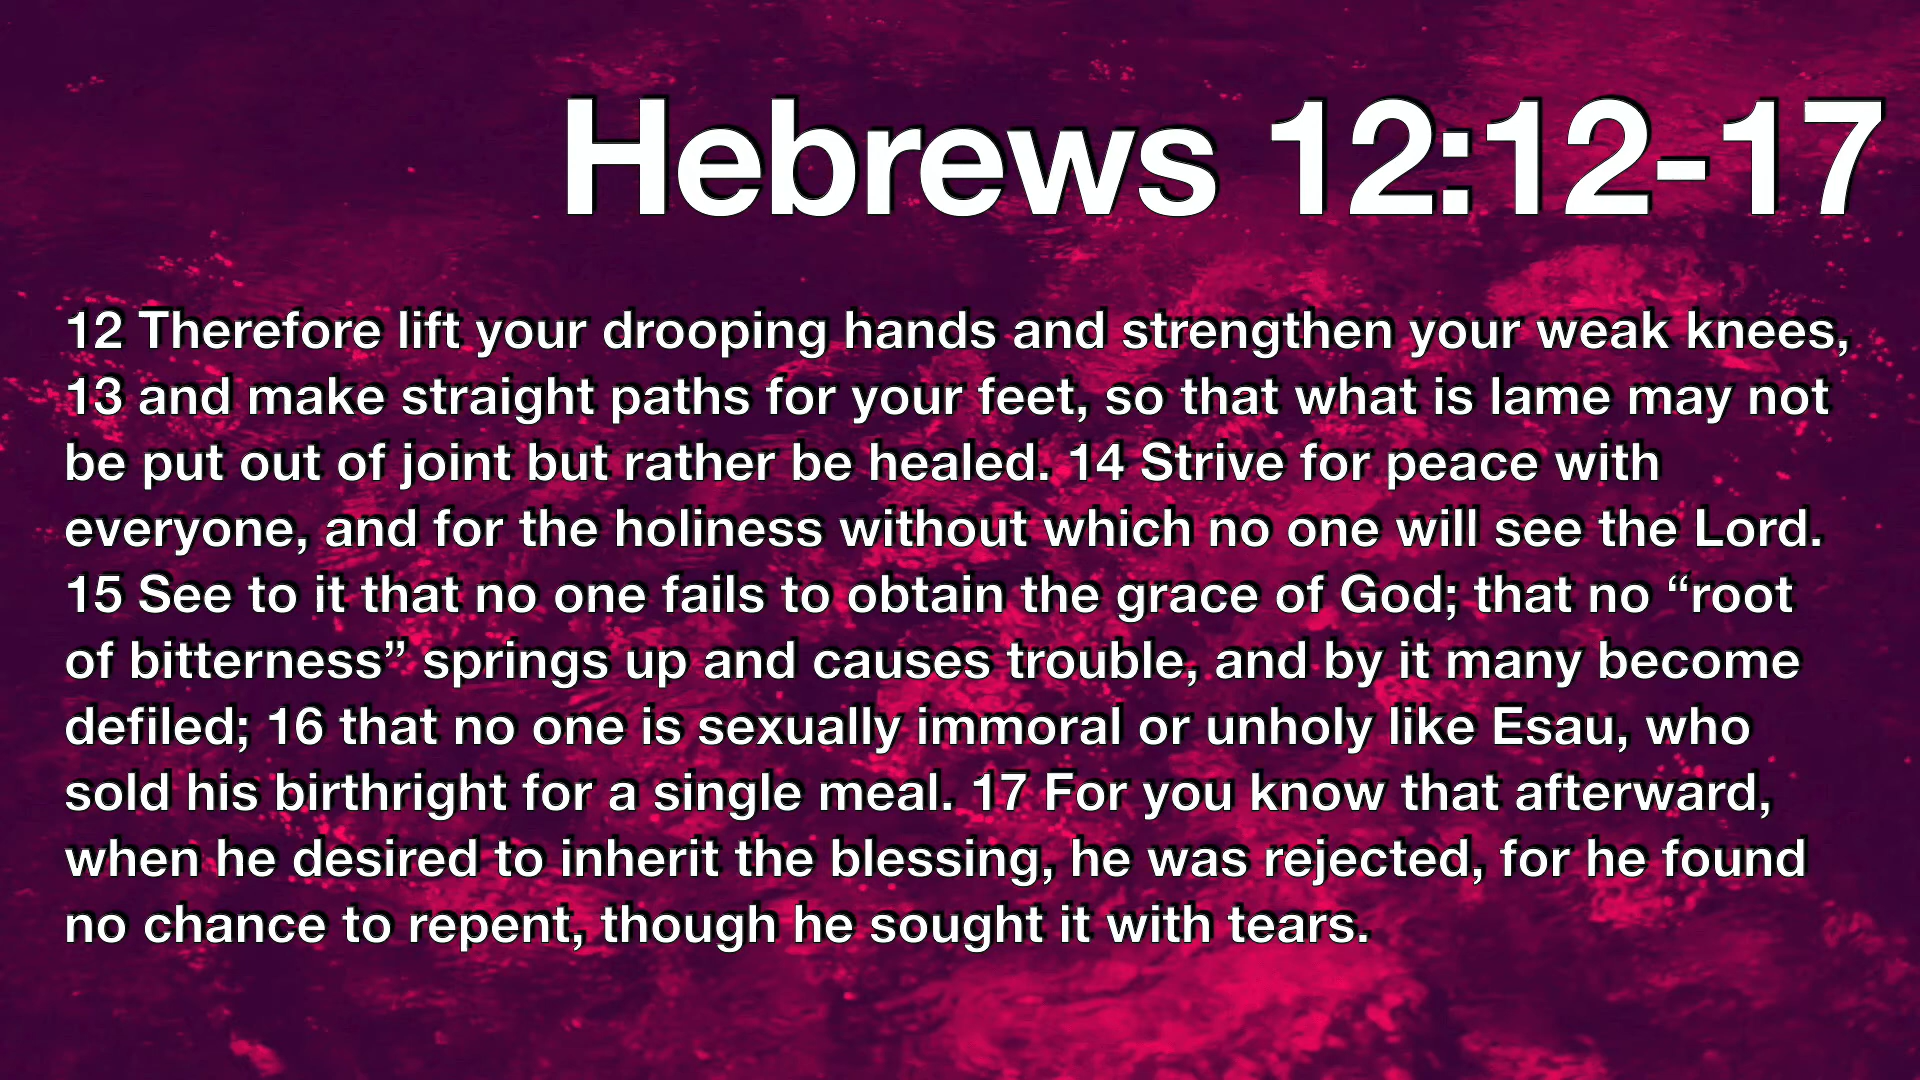 Hebrews 12:12-17
12 Therefore lift your drooping hands and strengthen your weak knees,
13 and make straight paths for your feet, so that what is lame may not
be put out of joint but rather be healed. 14 Strive for peace with
everyone, and for the holiness without which no one will see the Lord.
15 See to it that no one fails to obtain the grace of God; that no “root
of bitterness” springs up and causes trouble, and by it many become
defiled; 16 that no one is sexually immoral or unholy like Esau, who
sold his birthright for a single meal. 17 For you know that afterward,
when he desired to inherit the blessing, he was rejected, for he found
no chance to repent, though he sought it with tears.